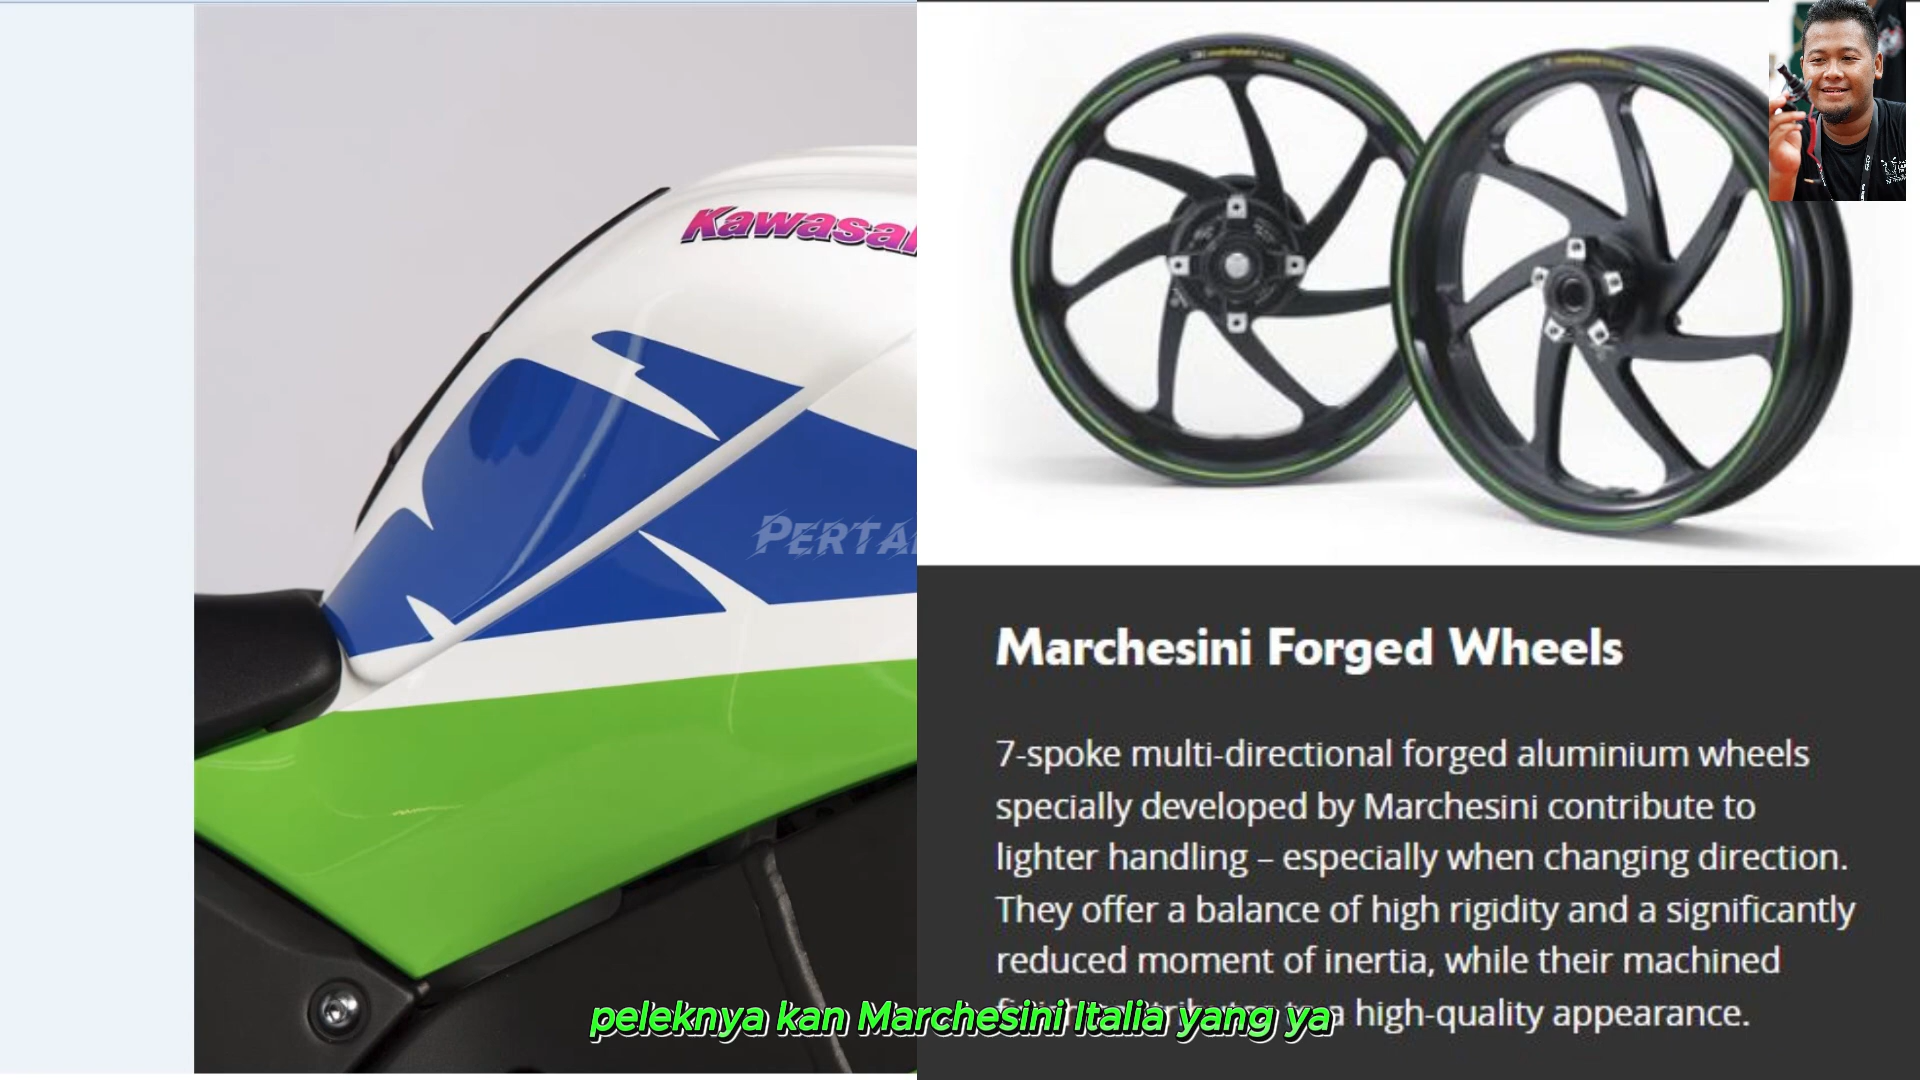 Kawasa
PERTA
Marchesini Forged Wheels
7-spoke multi-directional forged aluminium wheels
specially developed by Marchesini contribute to
lighter handling – especially when changing direction.
They offer a balance of high rigidity and a significantly
reduced moment of inertia, while their machined
a high-quality appearance.
peleknya kan Marchesini Italia yang ya